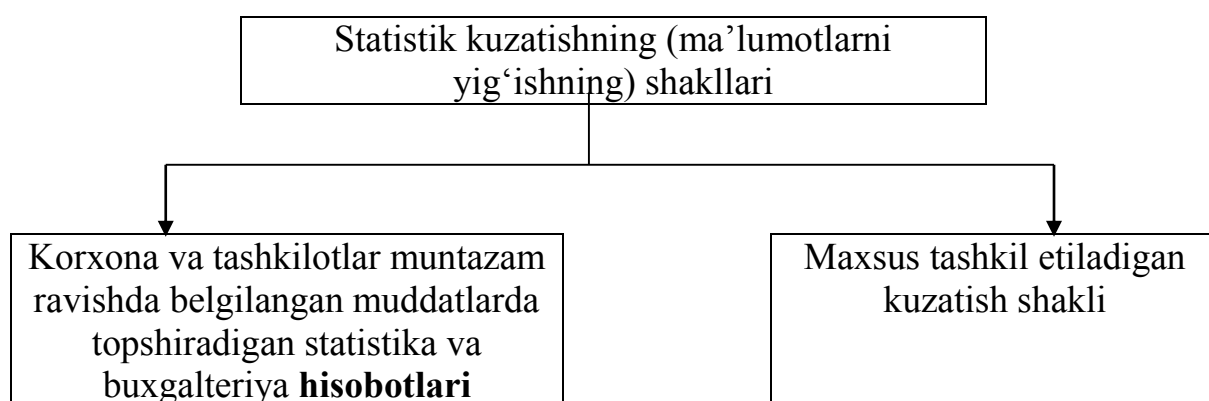 Statistik kuzatishning (ma’lumotlarni
yig‘ishning) shakllari
Korxona va tashkilotlar muntazam
ravishda belgilangan muddatlarda
topshiradigan statistika va
buxgalteriya hisobotlari
Maxsus tashkil etiladigan
kuzatish shakli